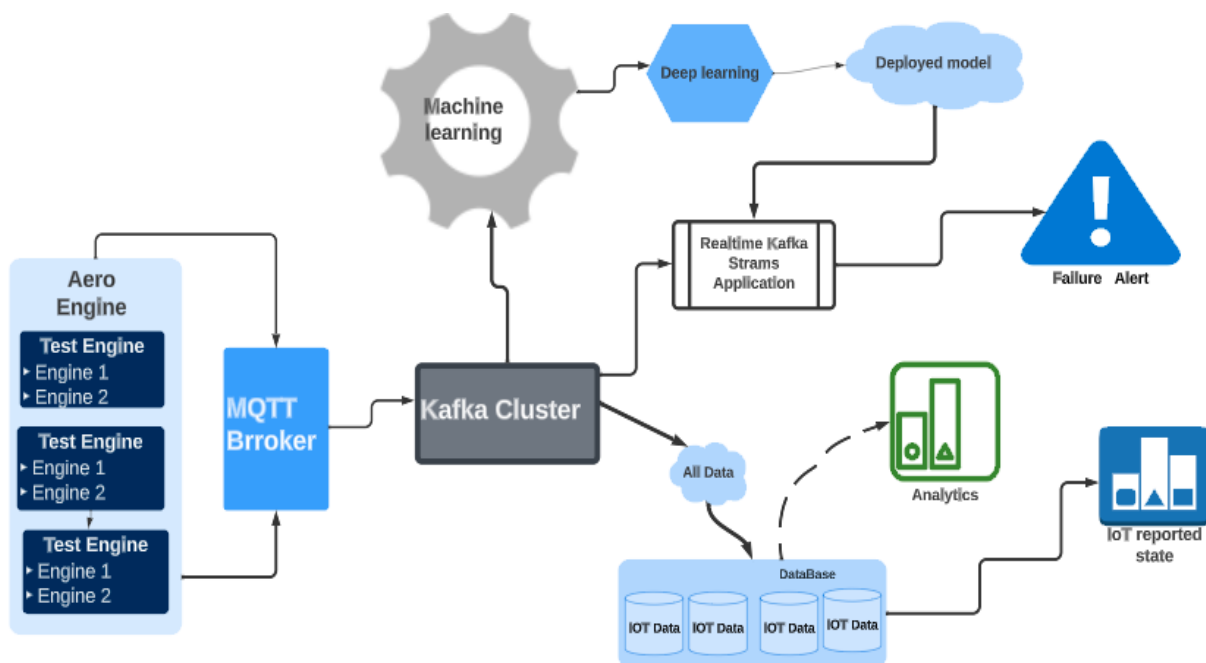 Machine
learning
Deep learning
Deployed model
Aero
Engine
Test Engine
Engine 1
Engine 2
Test Engine
Engine 1
Engine 2
Test Engine
Engine 1
Engine 2
MQTT
Brroker
Kafka Cluster
Realtime Kafka
Strams
Application
Failure Alert
All Data
Analytics
DataBase
IOT Data
IOT Data
IOT Data
IOT Data
IoT reported
state